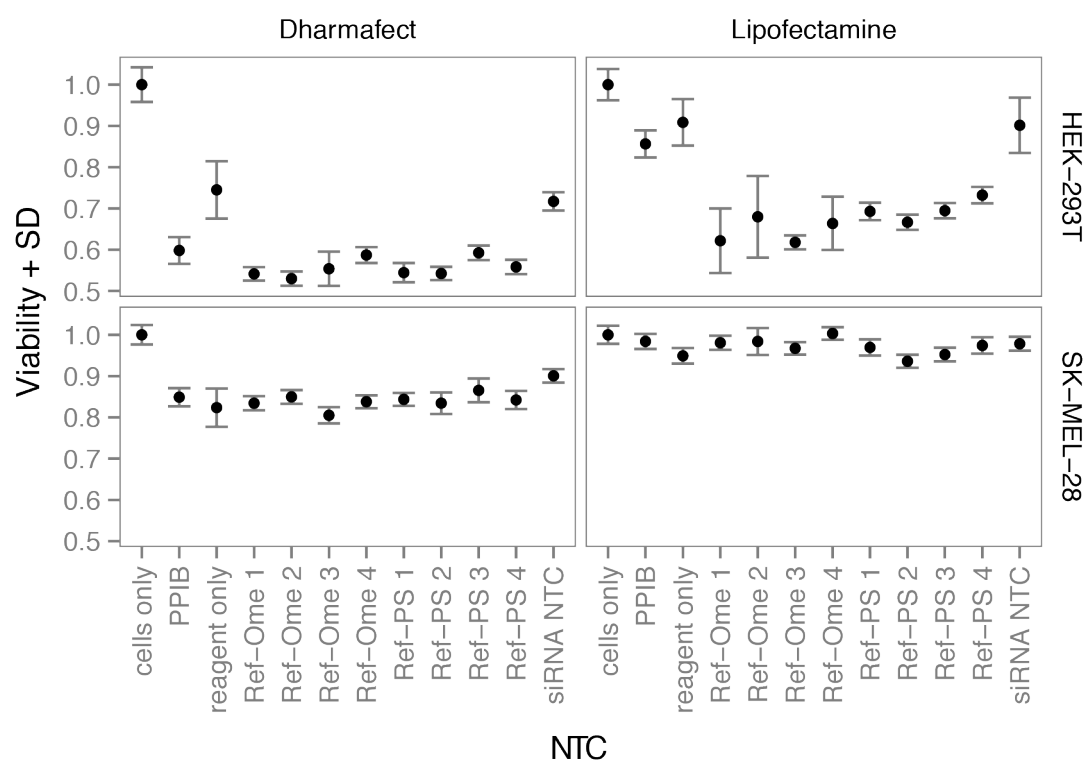 Dharmafect
Lipofectamine
Viability + SD
1.0
0.9
0.8
0.7
0.6
0.5
HEK−293T
1.0
0.9
0.8
0.7
0.6
0.5
SK−MEL−28
cells only
PPIB
reagent only
Ref−Ome 1
Ref−Ome 2
Ref−Ome 3
Ref−Ome 4
Ref−PS 1
Ref−PS 2
Ref−PS 3
Ref−PS 4
siRNA NTC
cells only
PPIB
reagent only
Ref−Ome 1
Ref−Ome 2
Ref−Ome 3
Ref−Ome 4
Ref−PS 1
Ref−PS 2
Ref−PS 3
Ref−PS 4
siRNA NTC
NTC